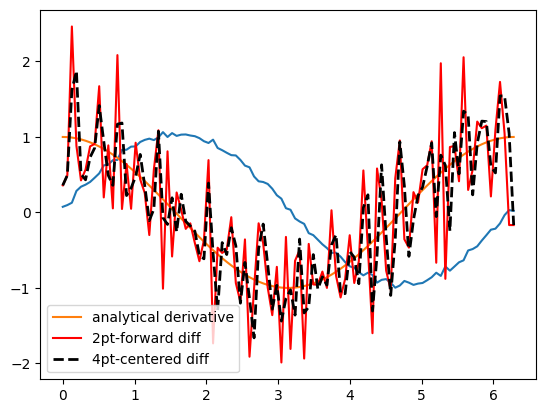 2
1
0
−1
−2
analytical derivative
2pt-forward diff
4pt-centered diff
0 1 2 3 4 5 6